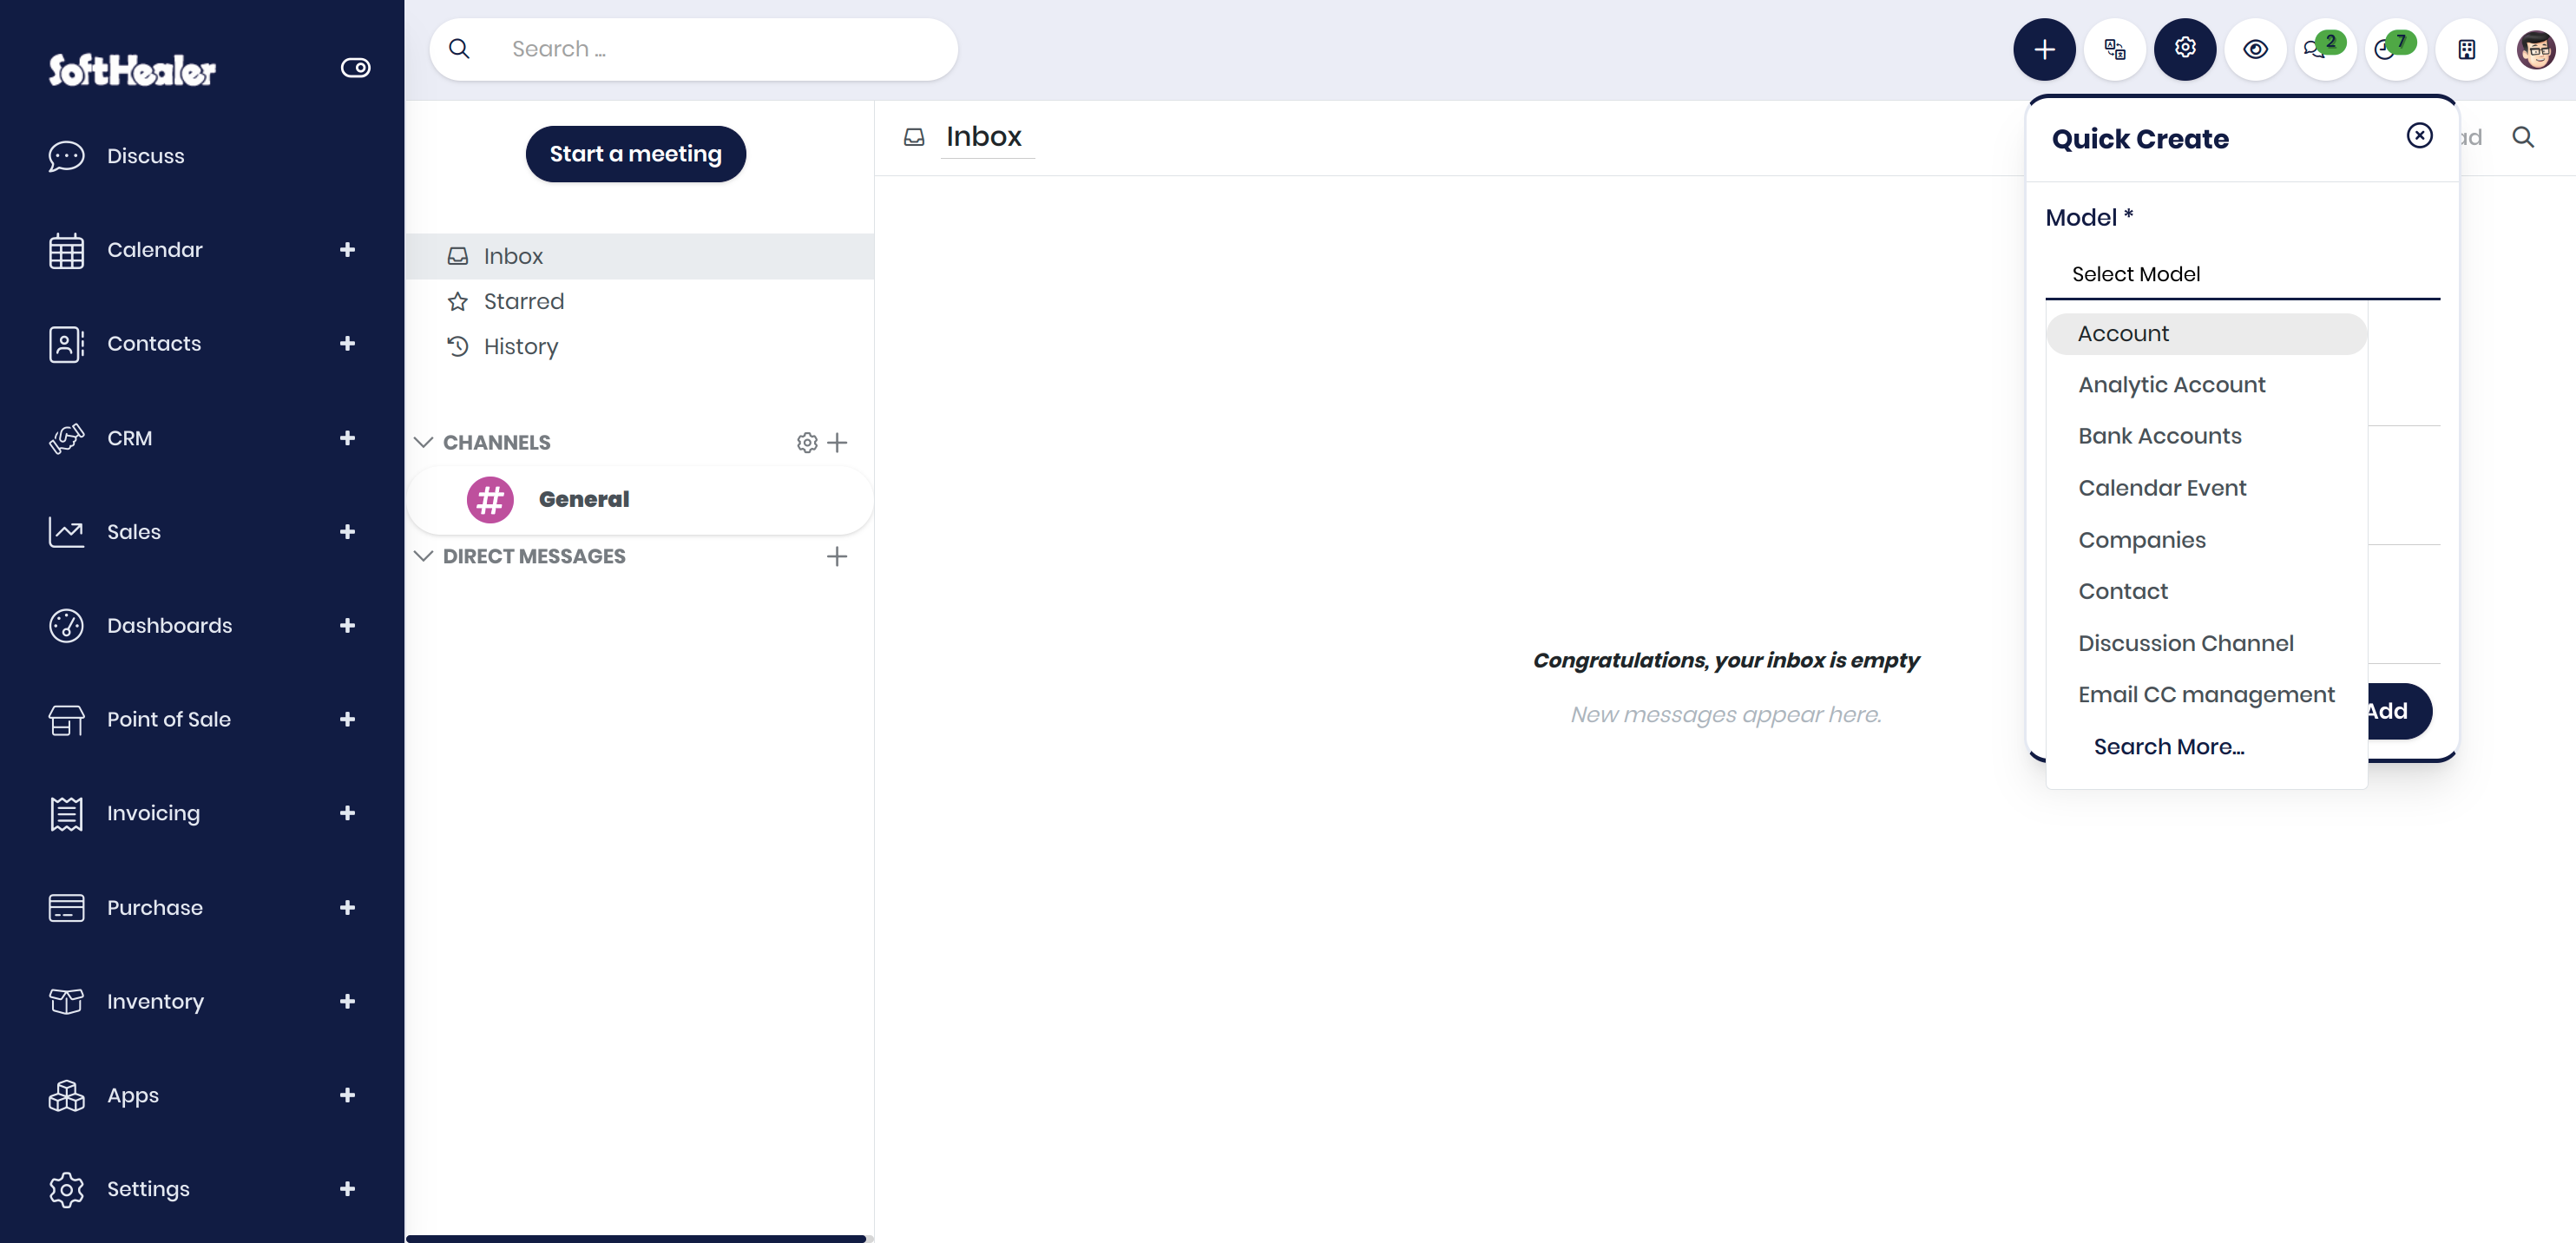 SoftHealer
Discuss
Calendar
Contacts
CRM
Sales
Dashboards
Point of Sale
Invoicing
Purchase
Inventory
Apps
Settings
Search ...
2
7
Start a meeting
Inbox
Starred
History
CHANNELS
# General
DIRECT MESSAGES
Inbox
Congratulations, your inbox is empty
New messages appear here.
Quick Create
Model *
Select Model
Account
Analytic Account
Bank Accounts
Calendar Event
Companies
Contact
Discussion Channel
Email CC management
Search More...
Add